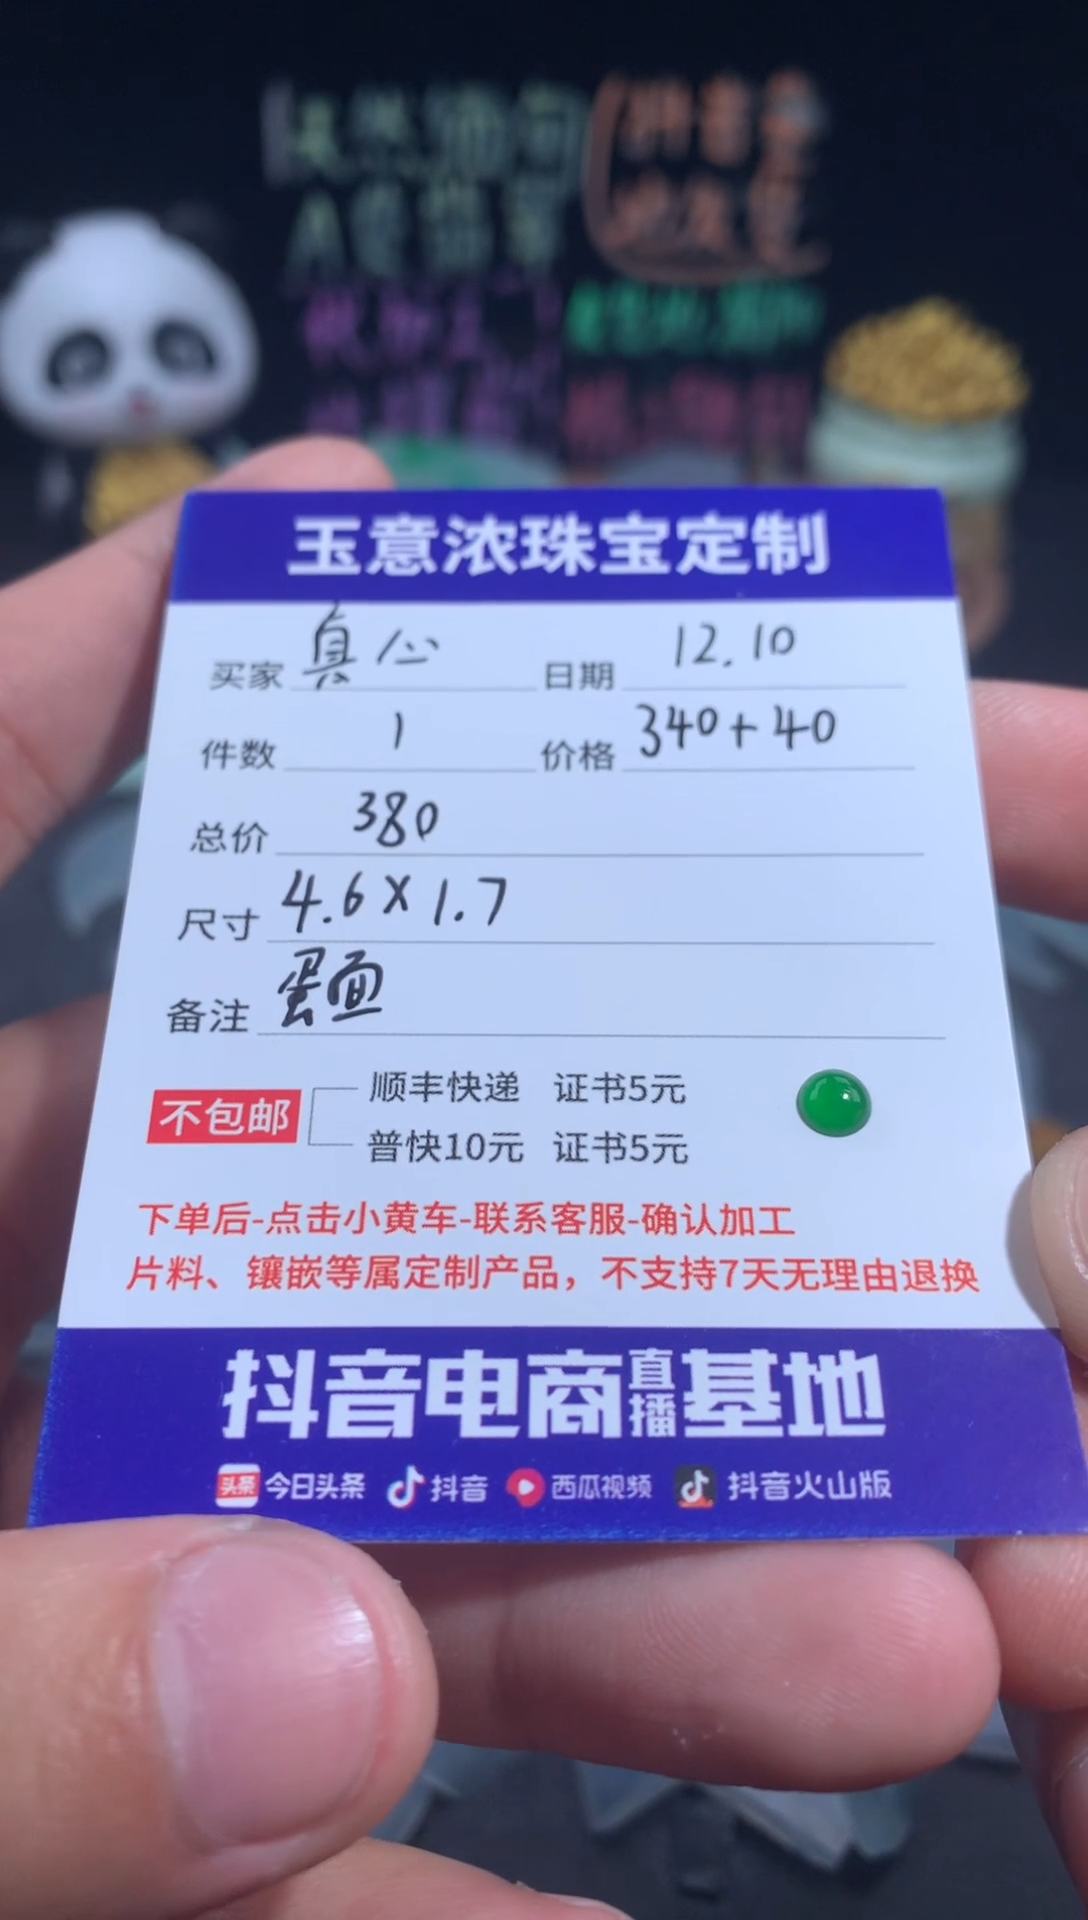 玉意浓珠宝定制
买家 真心 日期 12.10
件数 1 价格 340+40
总价 380
尺寸 4.6X1.7
备注 蛋面
不包邮
顺丰快递 证书5元
普快10元 证书5元
下单后-点击小黄车-联系客服-确认加工
片料、镶嵌等属定制产品，不支持7天无理由退换
抖音电商直播基地
头条 今日头条 抖音 西瓜视频 抖音火山版